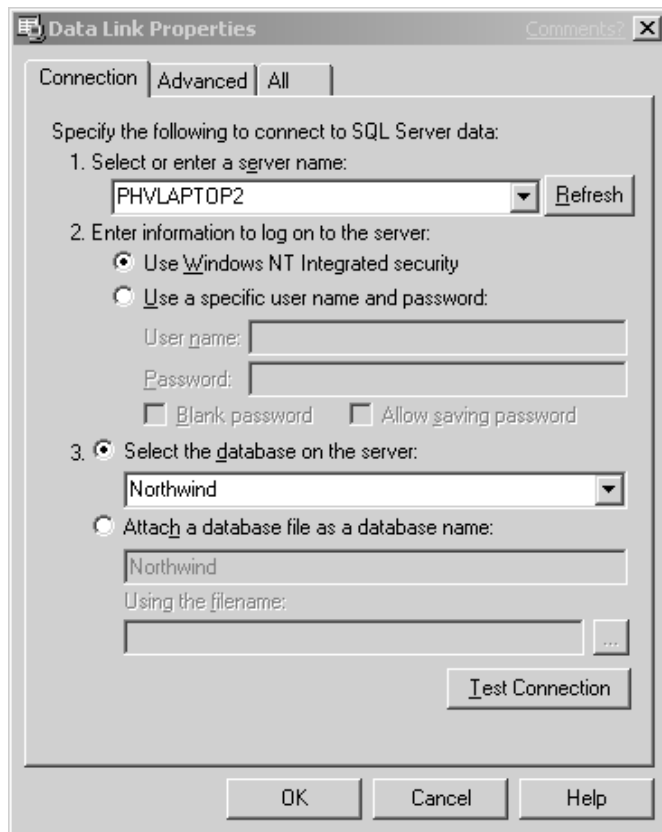 Data Link Properties Comments?
Connection Advanced All
Specify the following to connect to SQL Server data:
1. Select or enter a server name:
PHVLAPTOP2 Refresh
2. Enter information to log on to the server:
Use Windows NT Integrated security
Use a specific user name and password:
User name:
Password:
Blank password Allow saving password
3. Select the database on the server:
Northwind
Attach a database file as a database name:
Northwind
Using the filename:
...
Test Connection
OK Cancel Help